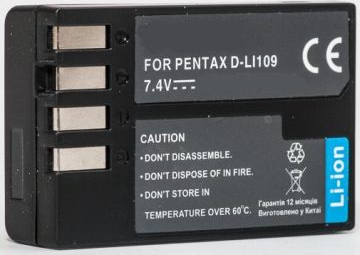 FOR PENTAX D-LI109
7.4V⎓
CE
CAUTION:
• DON'T DISASSEMBLE.
• DON'T DISPOSE OF IN FIRE.
• DON'T STORE IN
TEMPERATURE OVER 60℃.
Гарантія 12 місяців
Виготовлено у Китаї
Li-ion